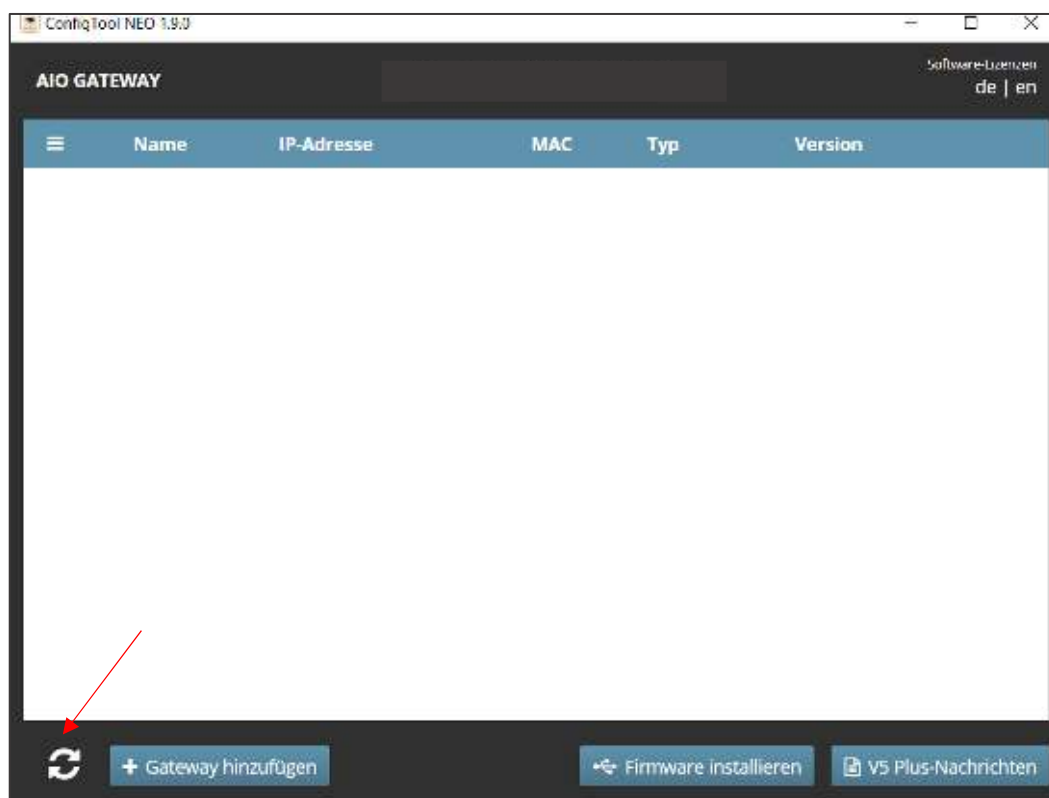 ConfigTool NEO 1.9.0
Software-Lizenzen
AIO GATEWAY
de | en
Name IP-Adresse MAC Typ Version
Gateway hinzufügen Firmware installieren V5 Plus-Nachrichten